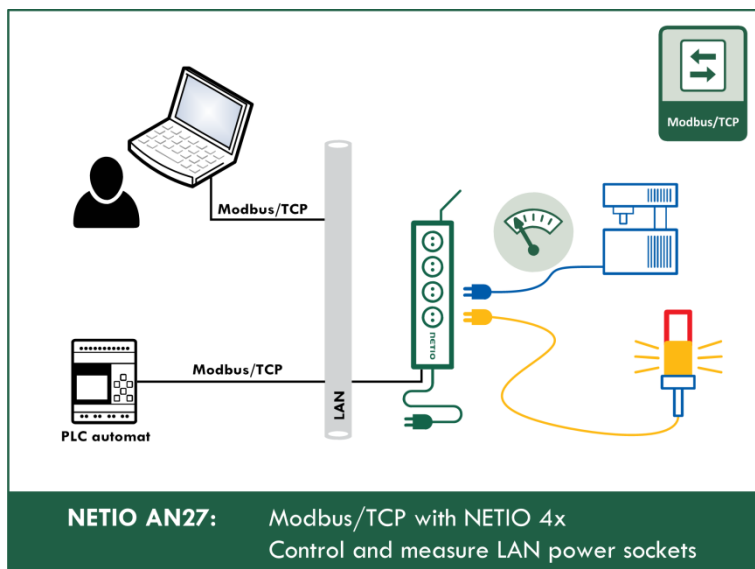 Modbus/TCP
Modbus/TCP
NETIO
Modbus/TCP
LAN
PLC automat
NETIO AN27: Modbus/TCP with NETIO 4x
Control and measure LAN power sockets